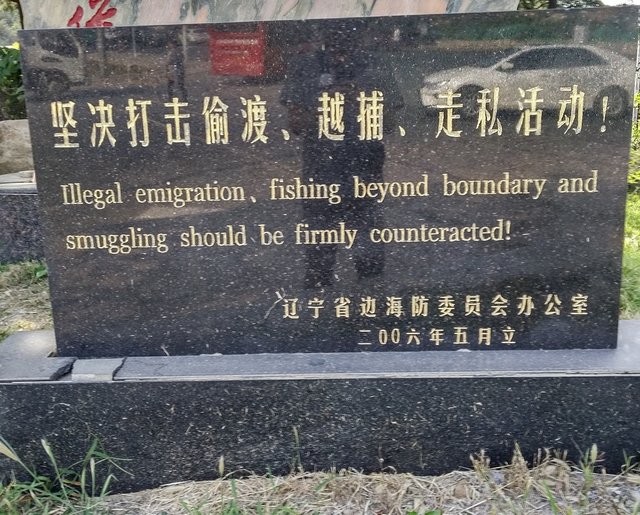 坚决打击偷渡、越捕、走私活动！
Illegal emigration、fishing beyond boundary and
smuggling should be firmly counteracted!
辽宁省边海防委员会办公室
二00六年五月立